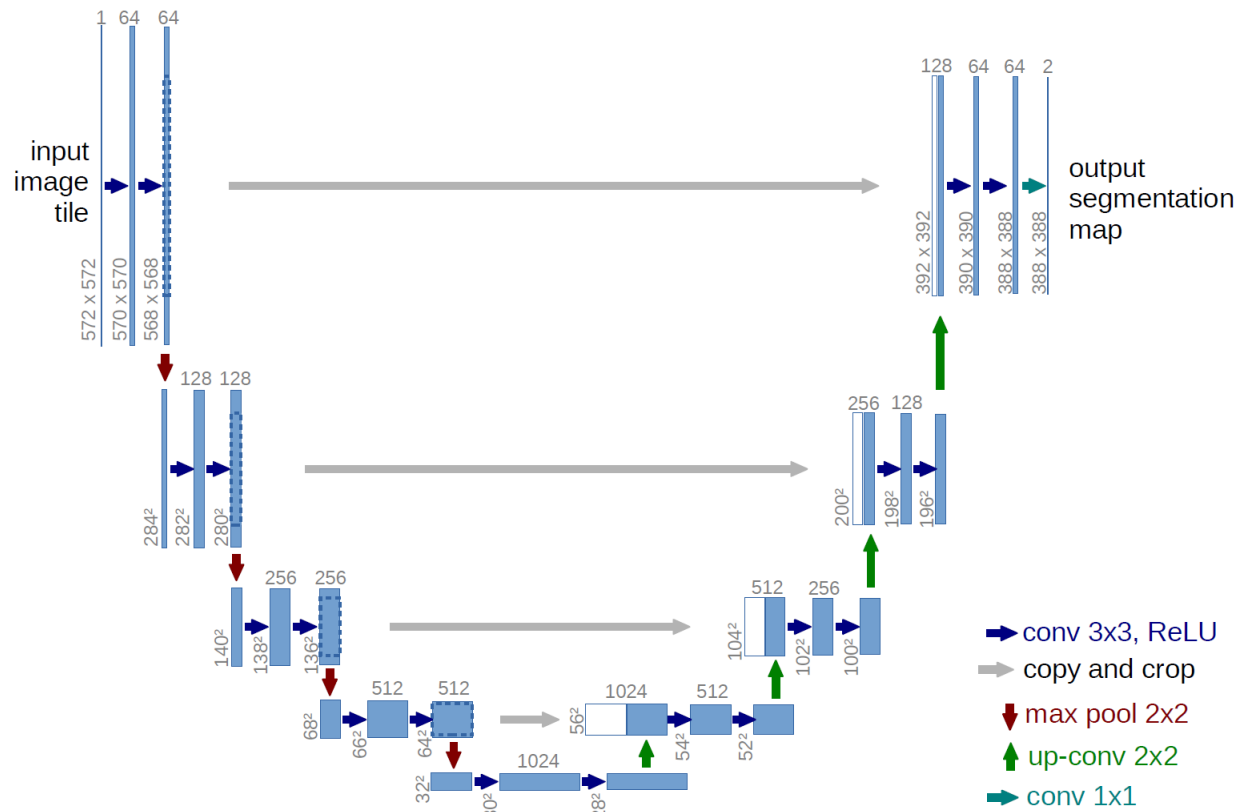 1 64 64
128 64 64 2
input
image
tile
output
segmentation
map
572 x 572
570 x 570
568 x 568
392 x 392
390 x 390
388 x 388
388 x 388
128 128
256 128
284²
282²
280²
200²
198²
196²
256 256
512 256
140²
138²
136²
104²
102²
100²
512 512
1024 512
68²
66²
64²
56²
54²
52²
1024
32²
conv 3x3, ReLU
copy and crop
max pool 2x2
up-conv 2x2
conv 1x1